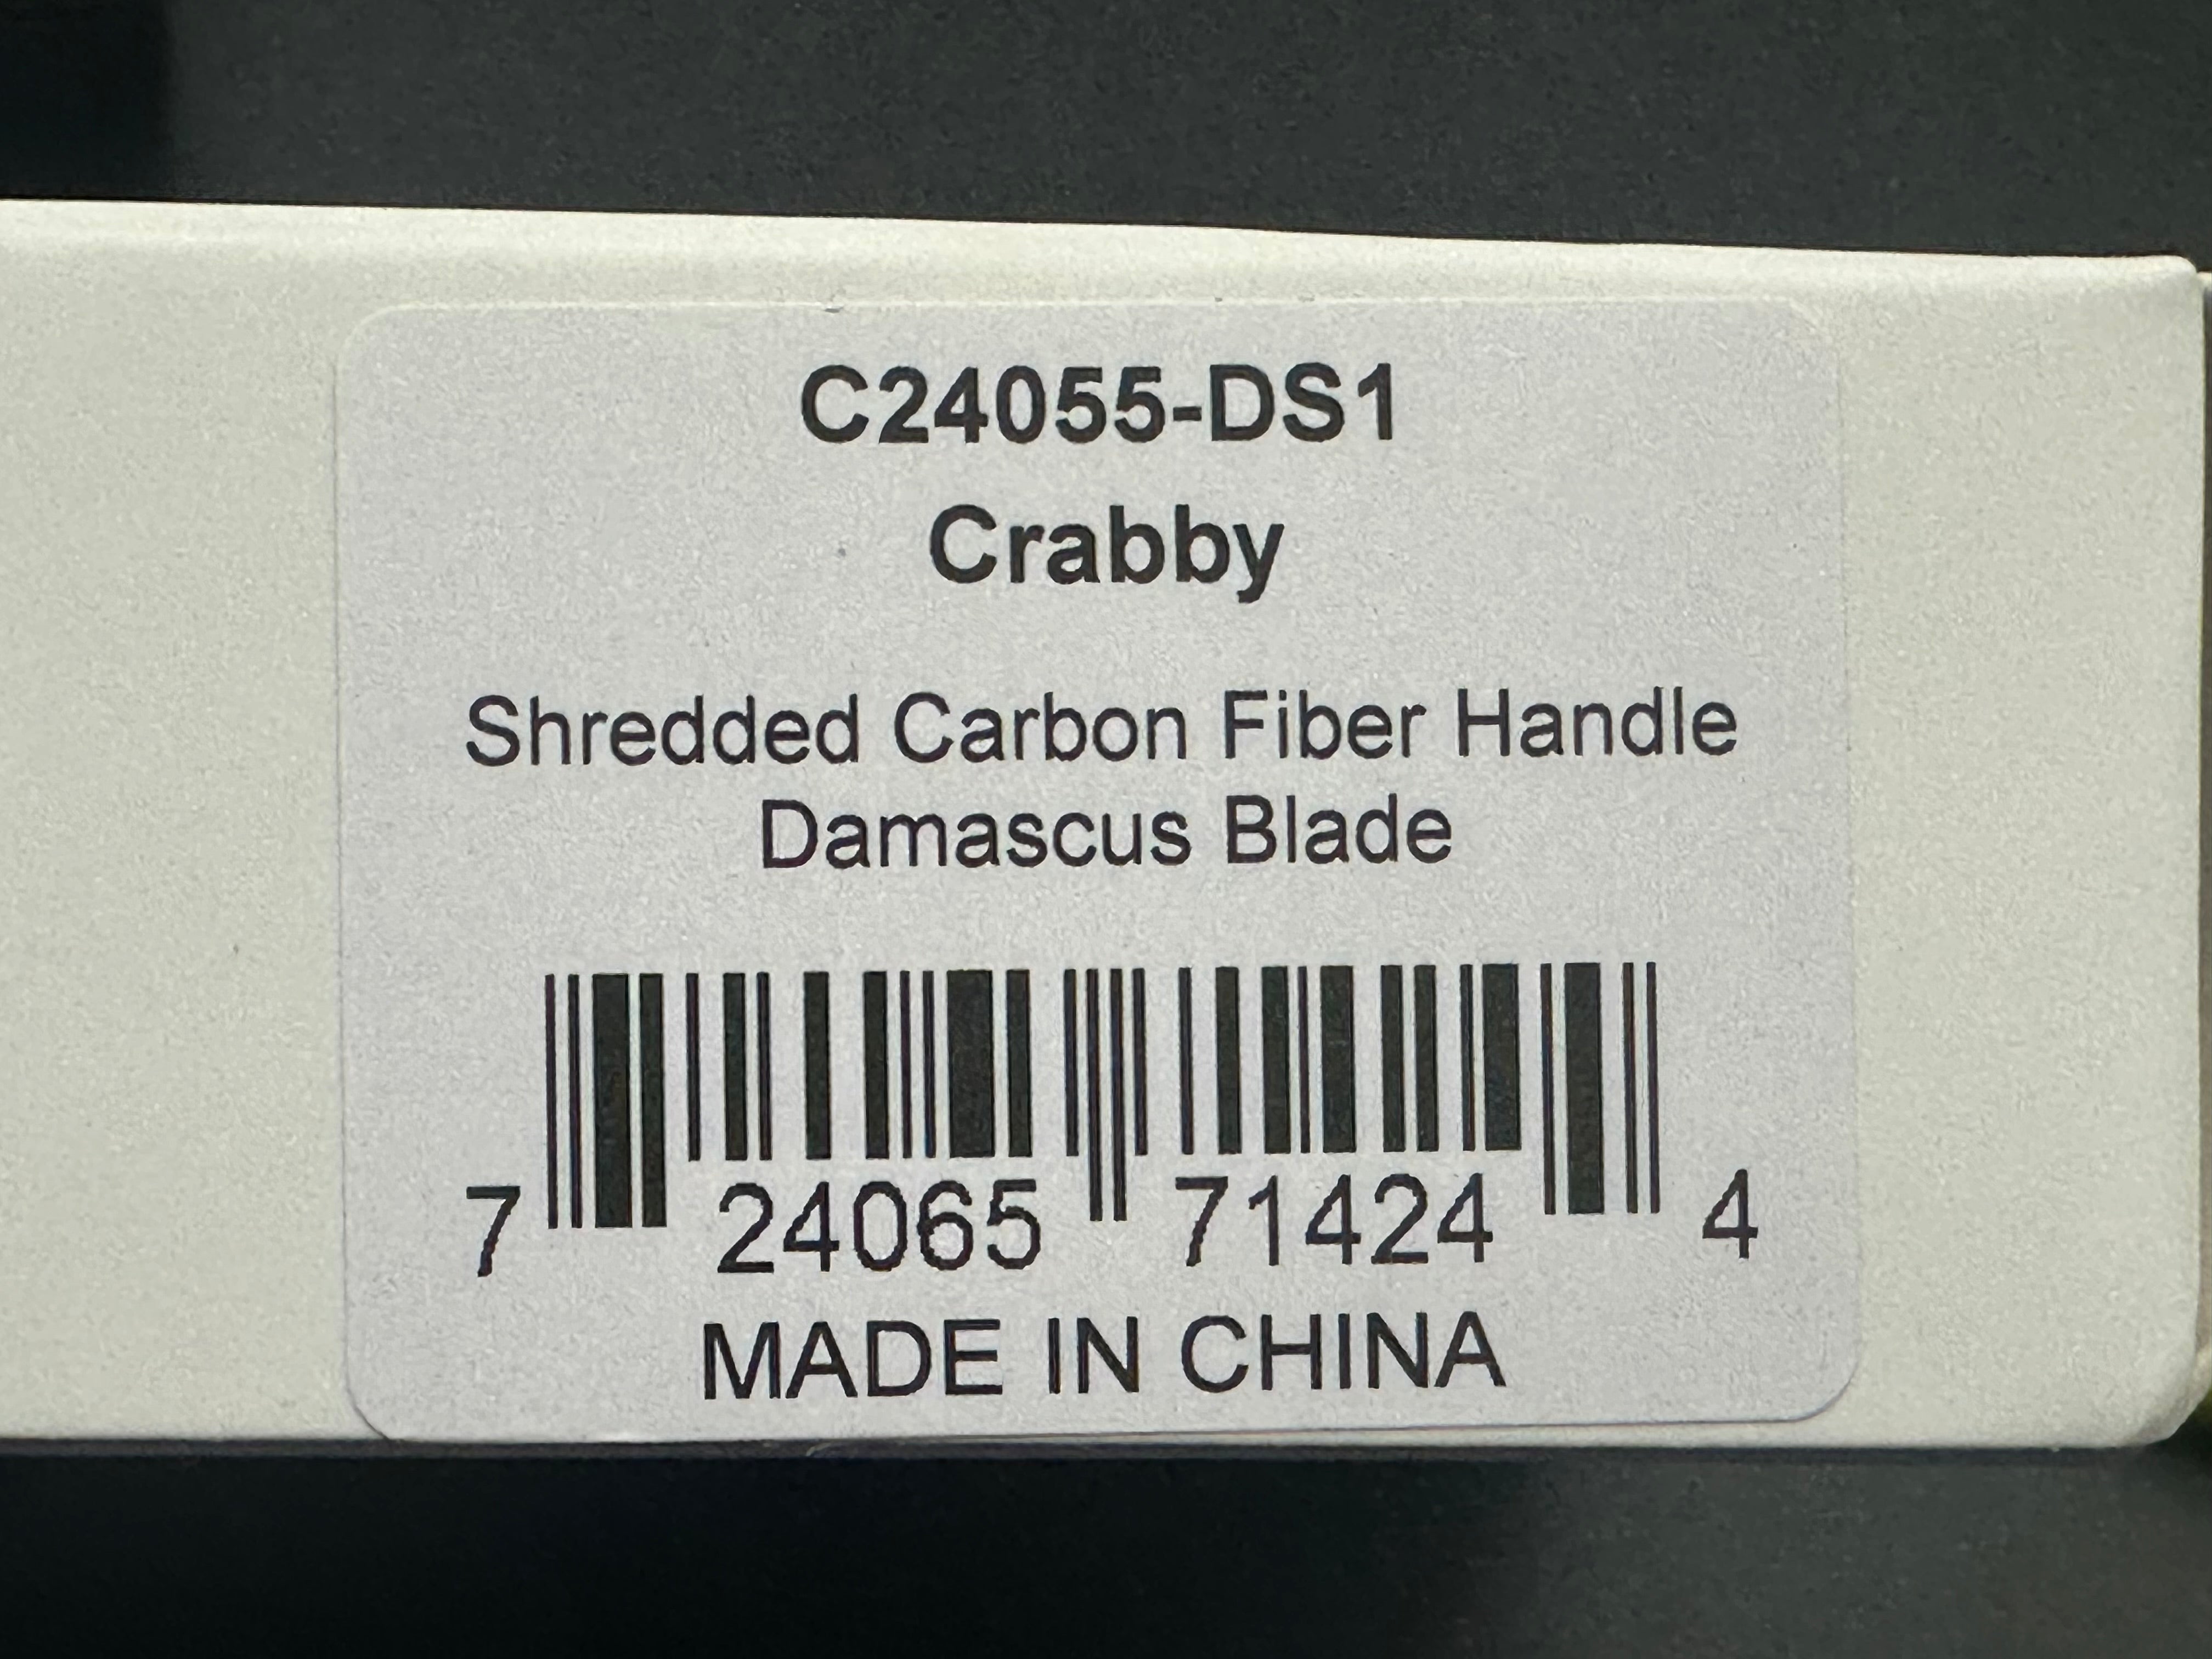 C24055-DS1
Crabby
Shredded Carbon Fiber Handle
Damascus Blade
7 24065 71424 4
MADE IN CHINA